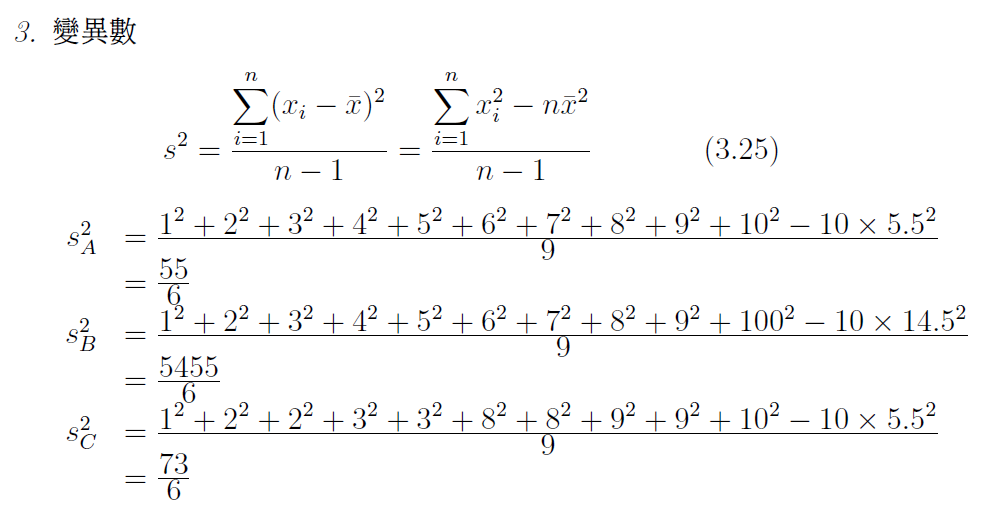 3. 變異數
$s^2 = \frac{\sum_{i=1}^{n}(x_i - \bar{x})^2}{n-1} = \frac{\sum_{i=1}^{n} x_i^2 - n\bar{x}^2}{n-1}$ (3.25)
$s_A^2 = \frac{1^2+2^2+3^2+4^2+5^2+6^2+7^2+8^2+9^2+10^2-10\times 5.5^2}{9}$
$= \frac{55}{6}$
$s_B^2 = \frac{1^2+2^2+3^2+4^2+5^2+6^2+7^2+8^2+9^2+100^2-10\times 14.5^2}{9}$
$= \frac{5455}{6}$
$s_C^2 = \frac{1^2+2^2+2^2+3^2+3^2+8^2+8^2+9^2+9^2+10^2-10\times 5.5^2}{9}$
$= \frac{73}{6}$